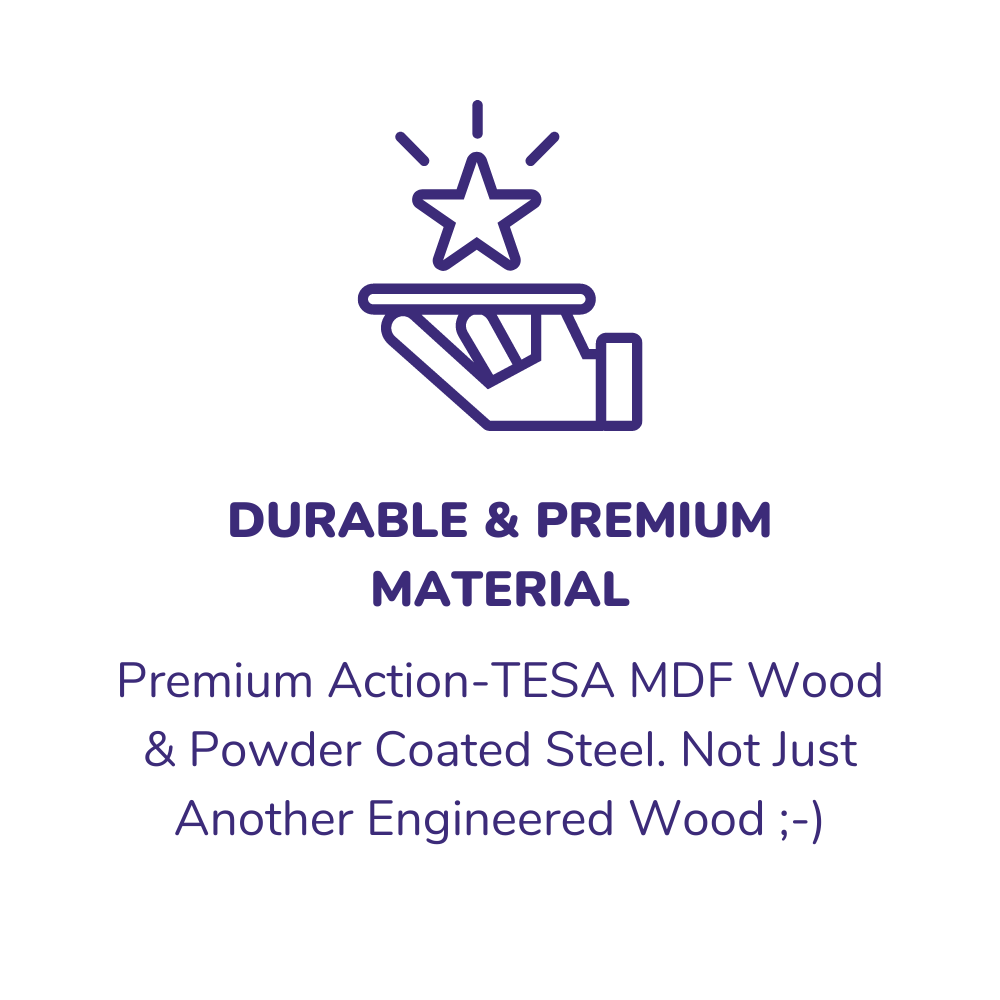 DURABLE & PREMIUM
MATERIAL
Premium Action-TESA MDF Wood
& Powder Coated Steel. Not Just
Another Engineered Wood ;-)